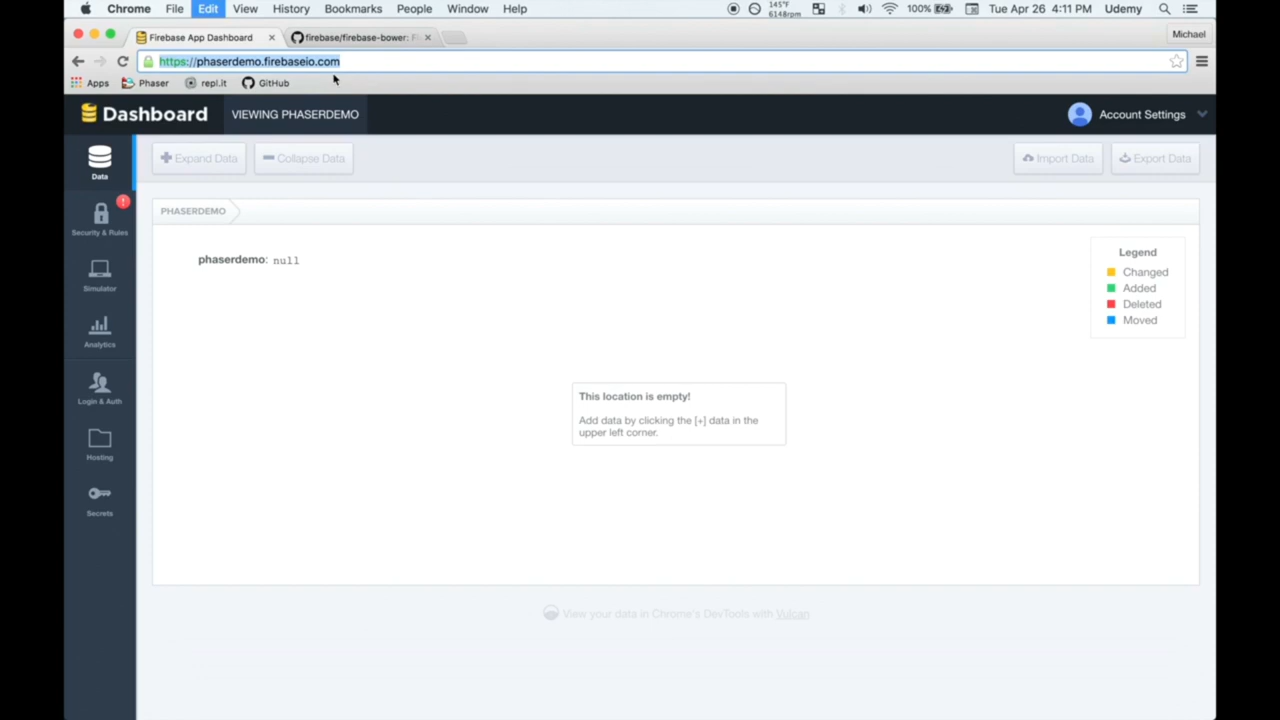 Chrome File Edit View History Bookmarks People Window Help 145°F 6148rpm 100% Tue Apr 26 4:11 PM Udemy
Firebase App Dashboard × firebase/firebase-bower: × Michael
https://phaserdemo.firebaseio.com
Apps Phaser repl.it GitHub
Dashboard VIEWING PHASERDEMO Account Settings
Expand Data Collapse Data Import Data Export Data
Data
Security & Rules
!
Simulator
Analytics
Login & Auth
Hosting
Secrets
PHASERDEMO
phaserdemo: null
Legend
Changed
Added
Deleted
Moved
This location is empty!
Add data by clicking the [+] data in the
upper left corner.
View your data in Chrome's DevTools with Vulcan